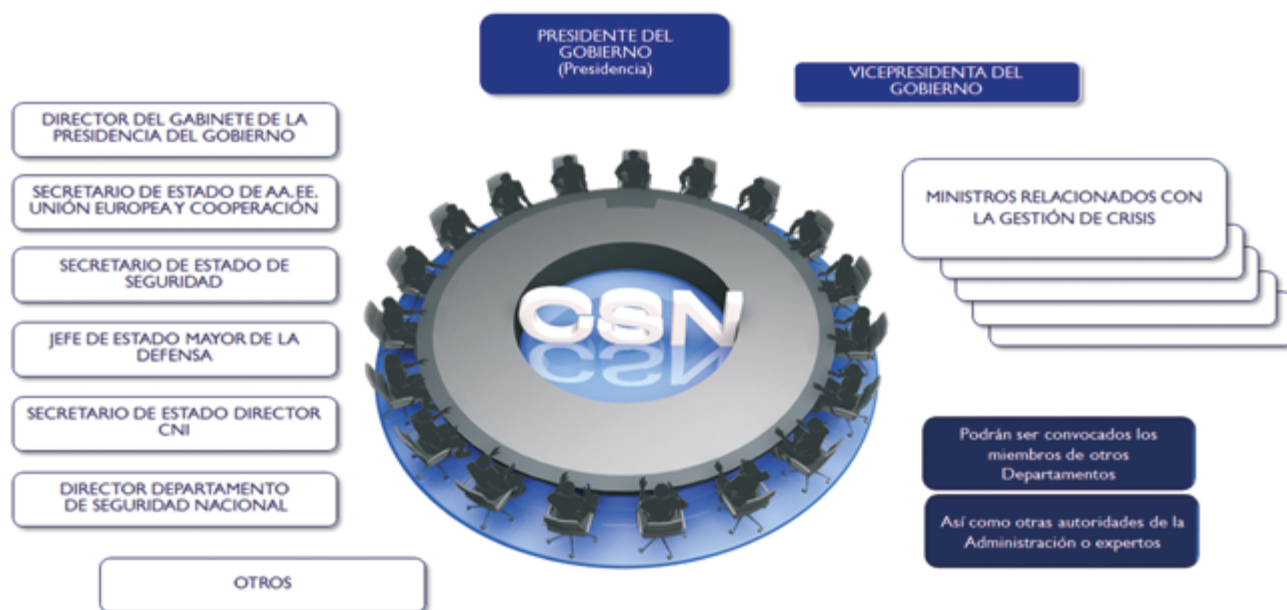 PRESIDENTE DEL
GOBIERNO
(Presidencia)
VICEPRESIDENTA DEL
GOBIERNO
DIRECTOR DEL GABINETE DE LA
PRESIDENCIA DEL GOBIERNO
SECRETARIO DE ESTADO DE AA.EE.
UNIÓN EUROPEA Y COOPERACIÓN
SECRETARIO DE ESTADO DE
SEGURIDAD
JEFE DE ESTADO MAYOR DE LA
DEFENSA
SECRETARIO DE ESTADO DIRECTOR
CNI
DIRECTOR DEPARTAMENTO
DE SEGURIDAD NACIONAL
OTROS
CSN
MINISTROS RELACIONADOS CON
LA GESTIÓN DE CRISIS
Podrán ser convocados los
miembros de otros
Departamentos
Así como otras autoridades de la
Administración o expertos